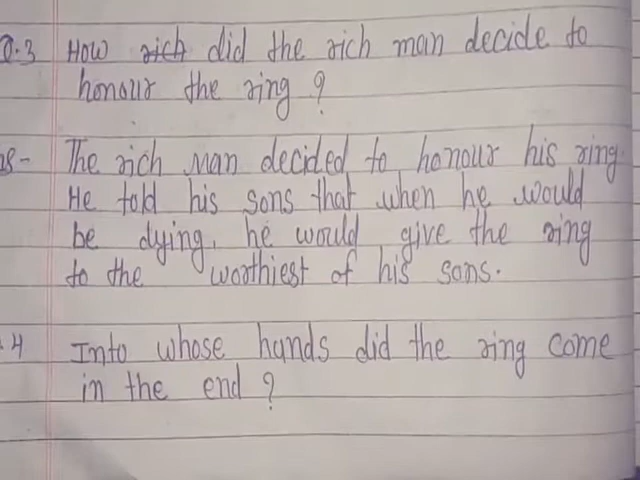 Q.3 How rich did the rich man decide to
honour the ring ?
The rich man decided to honour his ring.
He told his sons that when he would
be dying, he would give the ring
to the worthiest of his sons.
4 Into whose hands did the ring come
in the end ?